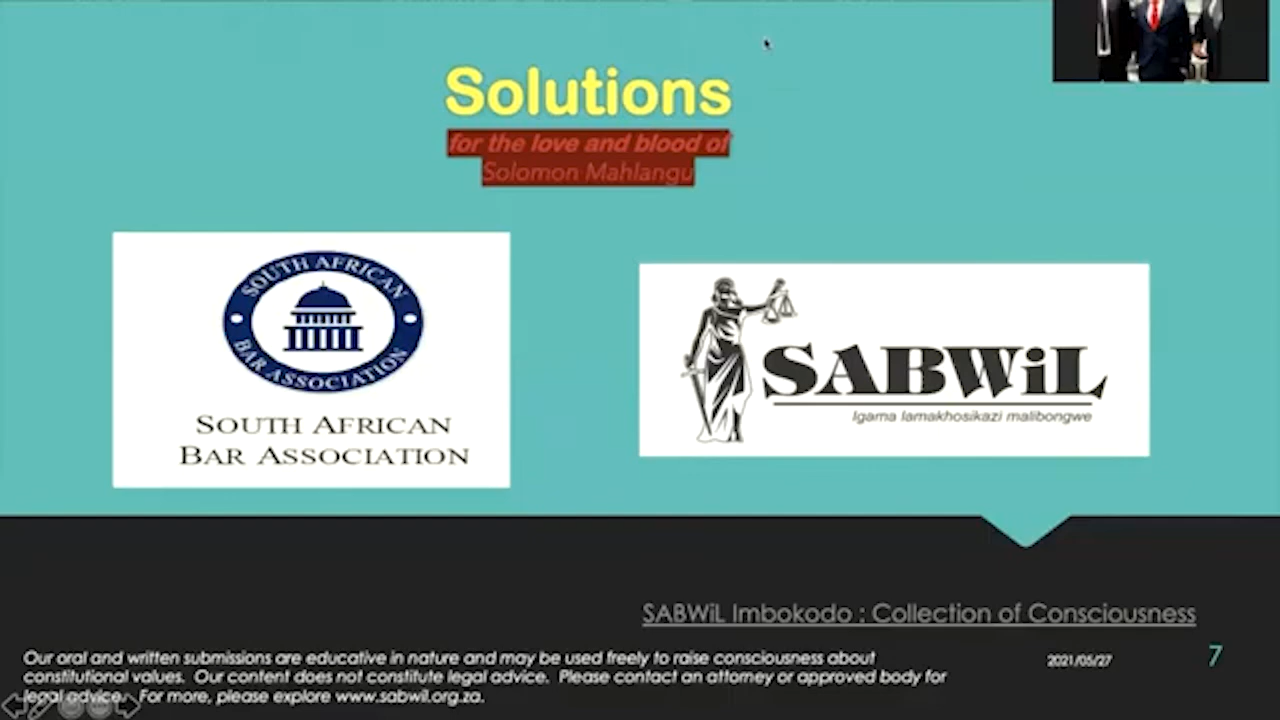 Solutions
for the love and blood of
Solomon Mahlangu
SOUTH AFRICAN
BAR ASSOCIATION
SOUTH AFRICAN
BAR ASSOCIATION
SABWiL
Igama lamakhosikazi malibongwe
SABWiL Imbokodo : Collection of Consciousness
Our oral and written submissions are educative in nature and may be used freely to raise consciousness about
constitutional values. Our content does not constitute legal advice. Please contact an attorney or approved body for
legal advice. For more, please explore www.sabwil.org.za.
2021/05/27
7